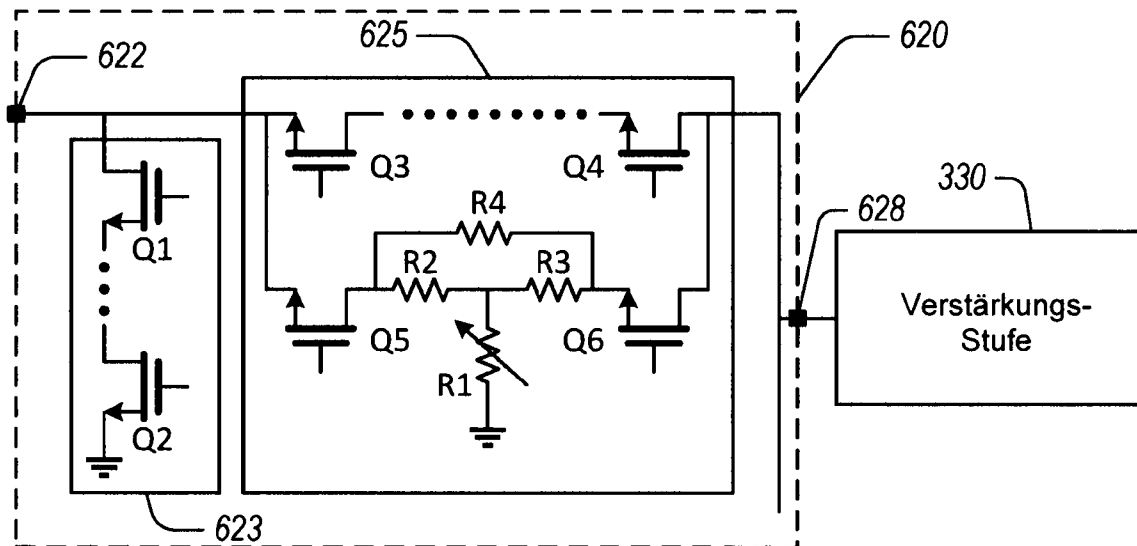 625
620
622
Q3
Q4
330
R4
628
Q1
R2
R3
Verstärkungs-
Stufe
Q5
Q6
R1
Q2
623